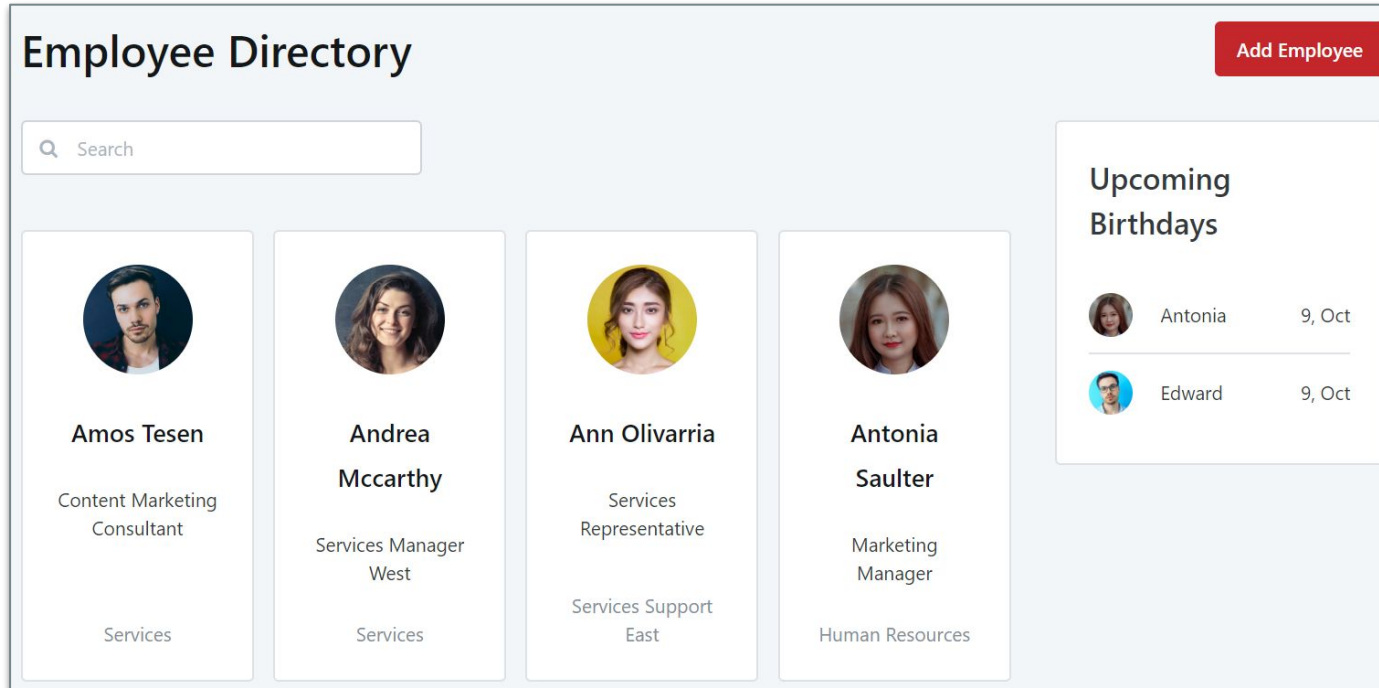 Employee Directory
Add Employee
Search
Amos Tesen
Content Marketing
Consultant
Services
Andrea
Mccarthy
Services Manager
West
Services
Ann Olivarria
Services
Representative
Services Support
East
Antonia
Saulter
Marketing
Manager
Human Resources
Upcoming
Birthdays
Antonia 9, Oct
Edward 9, Oct